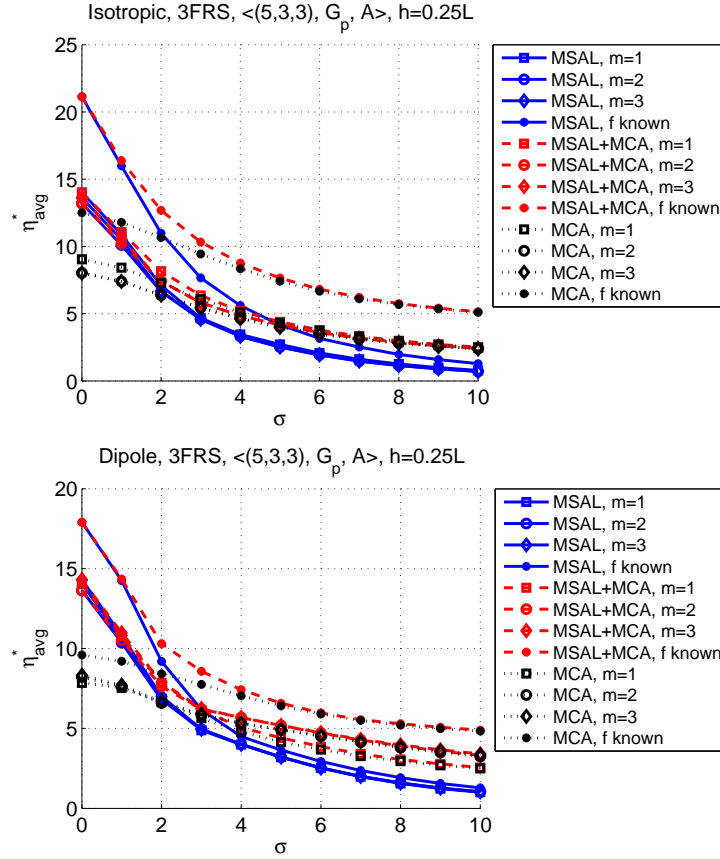 Isotropic, 3FRS, <(5,3,3), G_p, A>, h=0.25L
25
20
15
10
5
0
η*avg
0 2 4 6 8 10
σ
MSAL, m=1
MSAL, m=2
MSAL, m=3
MSAL, f known
MSAL+MCA, m=1
MSAL+MCA, m=2
MSAL+MCA, m=3
MSAL+MCA, f known
MCA, m=1
MCA, m=2
MCA, m=3
MCA, f known
Dipole, 3FRS, <(5,3,3), G_p, A>, h=0.25L
20
15
10
5
0
η*avg
0 2 4 6 8 10
σ
MSAL, m=1
MSAL, m=2
MSAL, m=3
MSAL, f known
MSAL+MCA, m=1
MSAL+MCA, m=2
MSAL+MCA, m=3
MSAL+MCA, f known
MCA, m=1
MCA, m=2
MCA, m=3
MCA, f known